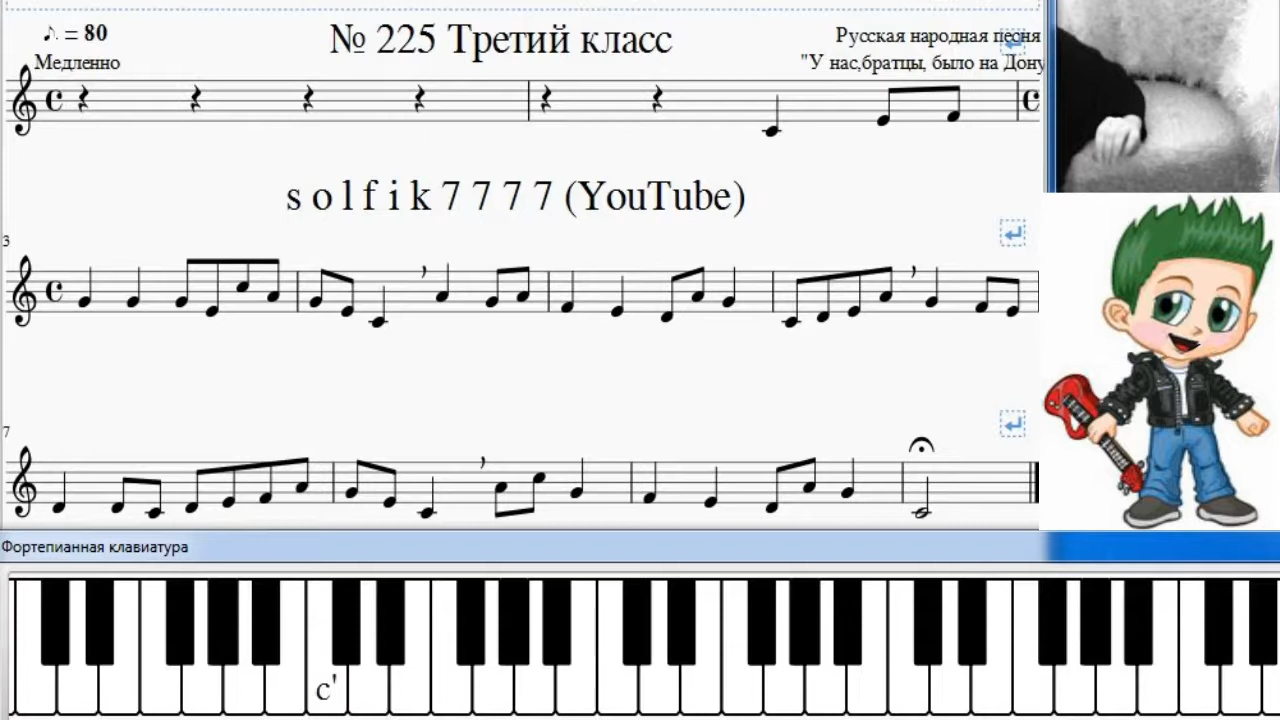 ♪. = 80
№ 225 Третий класс
Русская народная песня
Медленно
"У нас,братцы, было на Дону
s o l f i k 7 7 7 7 (YouTube)
3
7
Фортепианная клавиатура
c'